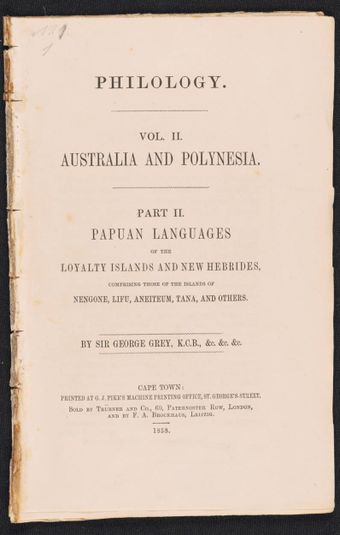 PHILOLOGY.
VOL. II.
AUSTRALIA AND POLYNESIA.
PART II.
PAPUAN LANGUAGES
OF THE
LOYALTY ISLANDS AND NEW HEBRIDES,
COMPRISING THOSE OF THE ISLANDS OF
NENGONE, LIFU, ANEITEUM, TANA, AND OTHERS.
BY SIR GEORGE GREY, K.C.B., &c. &c. &c.
CAPE TOWN:
PRINTED AT G. J. PIKE'S MACHINE PRINTING OFFICE, ST. GEORGE'S-STREET.
SOLD BY TRÜBNER AND CO., 60, PATERNOSTER ROW, LONDON,
AND BY F. A. BROCKHAUS, LEIPZIG.
1858.